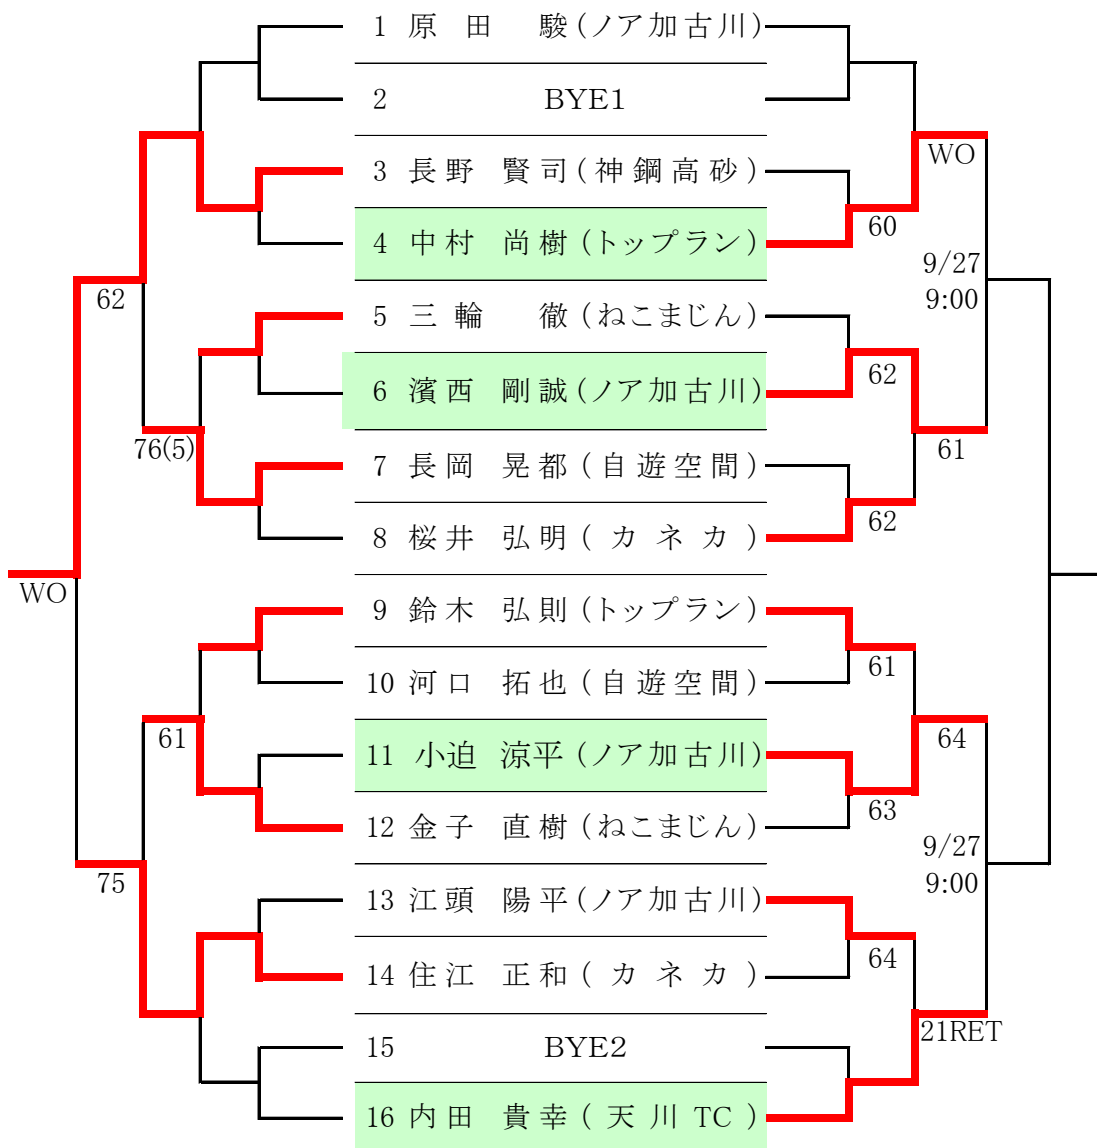 1 原田 駿(ノア加古川)
2 BYE1
WO
3 長野 賢司(神鋼高砂)
60
4 中村 尚樹(トップラン)
9/27
9:00
62
5 三輪 徹(ねこまじん)
62
6 濱西 剛誠(ノア加古川)
76(5)
61
7 長岡 晃都(自遊空間)
62
8 桜井 弘明(カネカ)
WO
9 鈴木 弘則(トップラン)
61
10 河口 拓也(自遊空間)
61
64
11 小迫 涼平(ノア加古川)
63
12 金子 直樹(ねこまじん)
9/27
9:00
75
13 江頭 陽平(ノア加古川)
64
14 住江 正和(カネカ)
21RET
15 BYE2
16 内田 貴幸(天川TC)